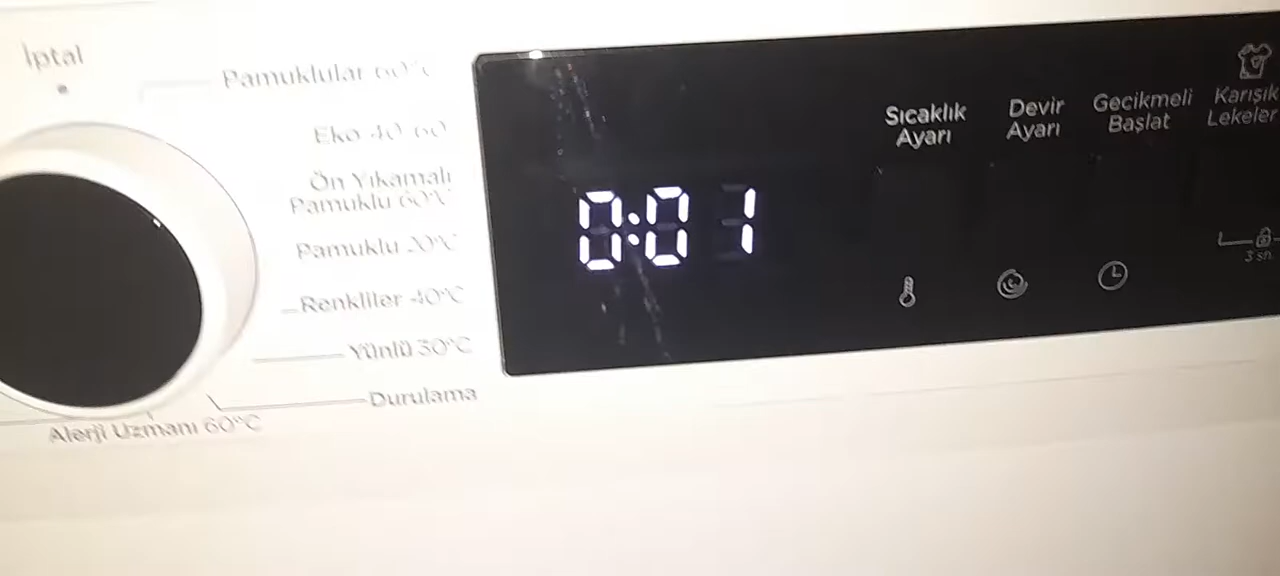 İptal
Pamuklular 60°C
Eko 40-60
Ön Yıkamalı
Pamuklu 60°C
Pamuklu 20°C
Renkliler 40°C
Yünlü 30°C
Durulama
Alerji Uzmanı 60°C
0:01
Sıcaklık
Ayarı
Devir
Ayarı
Gecikmeli
Başlat
Karışık
Lekeler
3 sn